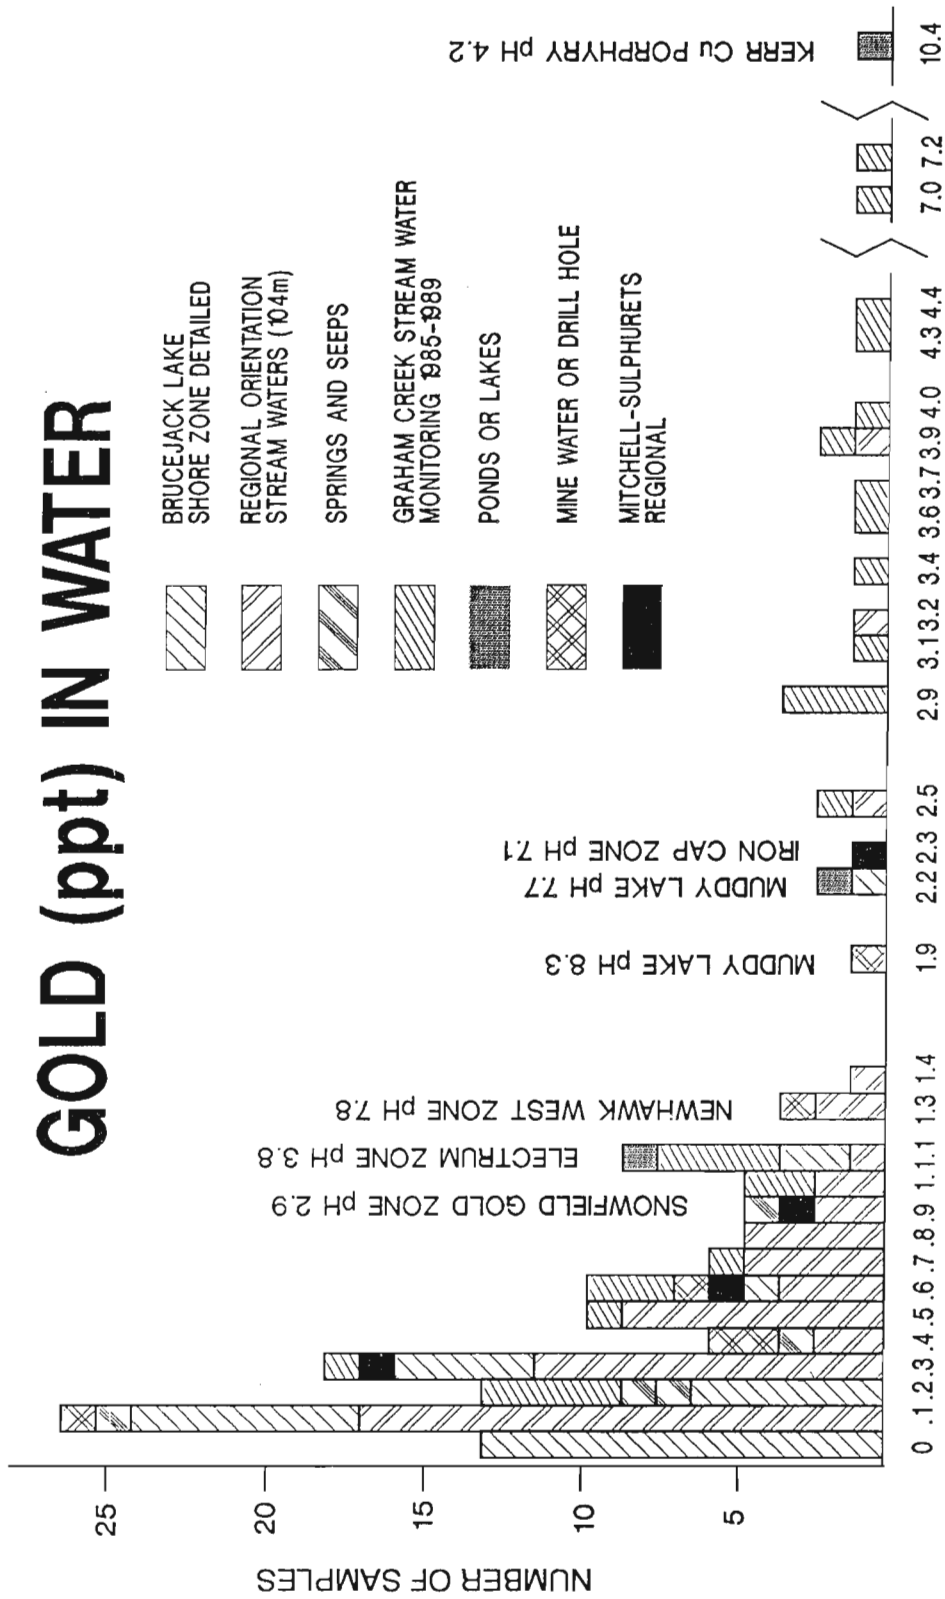 GOLD (ppt) IN WATER
BRUCEJACK LAKE
SHORE ZONE DETAILED
REGIONAL ORIENTATION
STREAM WATERS (104m)
SPRINGS AND SEEPS
GRAHAM CREEK STREAM WATER
MONITORING 1985-1989
PONDS OR LAKES
MINE WATER OR DRILL HOLE
MITCHELL-SULPHURETS
REGIONAL
NUMBER OF SAMPLES
25
20
15
10
5
SNOWFIELD GOLD ZONE pH 2.9
ELECTRUM ZONE pH 3.8
NEWHAWK WEST ZONE pH 7.8
MUDDY LAKE pH 8.3
MUDDY LAKE pH 7.7
IRON CAP ZONE pH 7.1
KERR Cu PORPHYRY pH 4.2
0 .1 .2 .3 .4 .5 .6 .7 .8 .9 1. 1.1 1.3 1.4 1.9 2.2 2.3 2.5 2.9 3.1 3.2 3.4 3.6 3.7 3.9 4.0 4.3 4.4 7.0 7.2 10.4